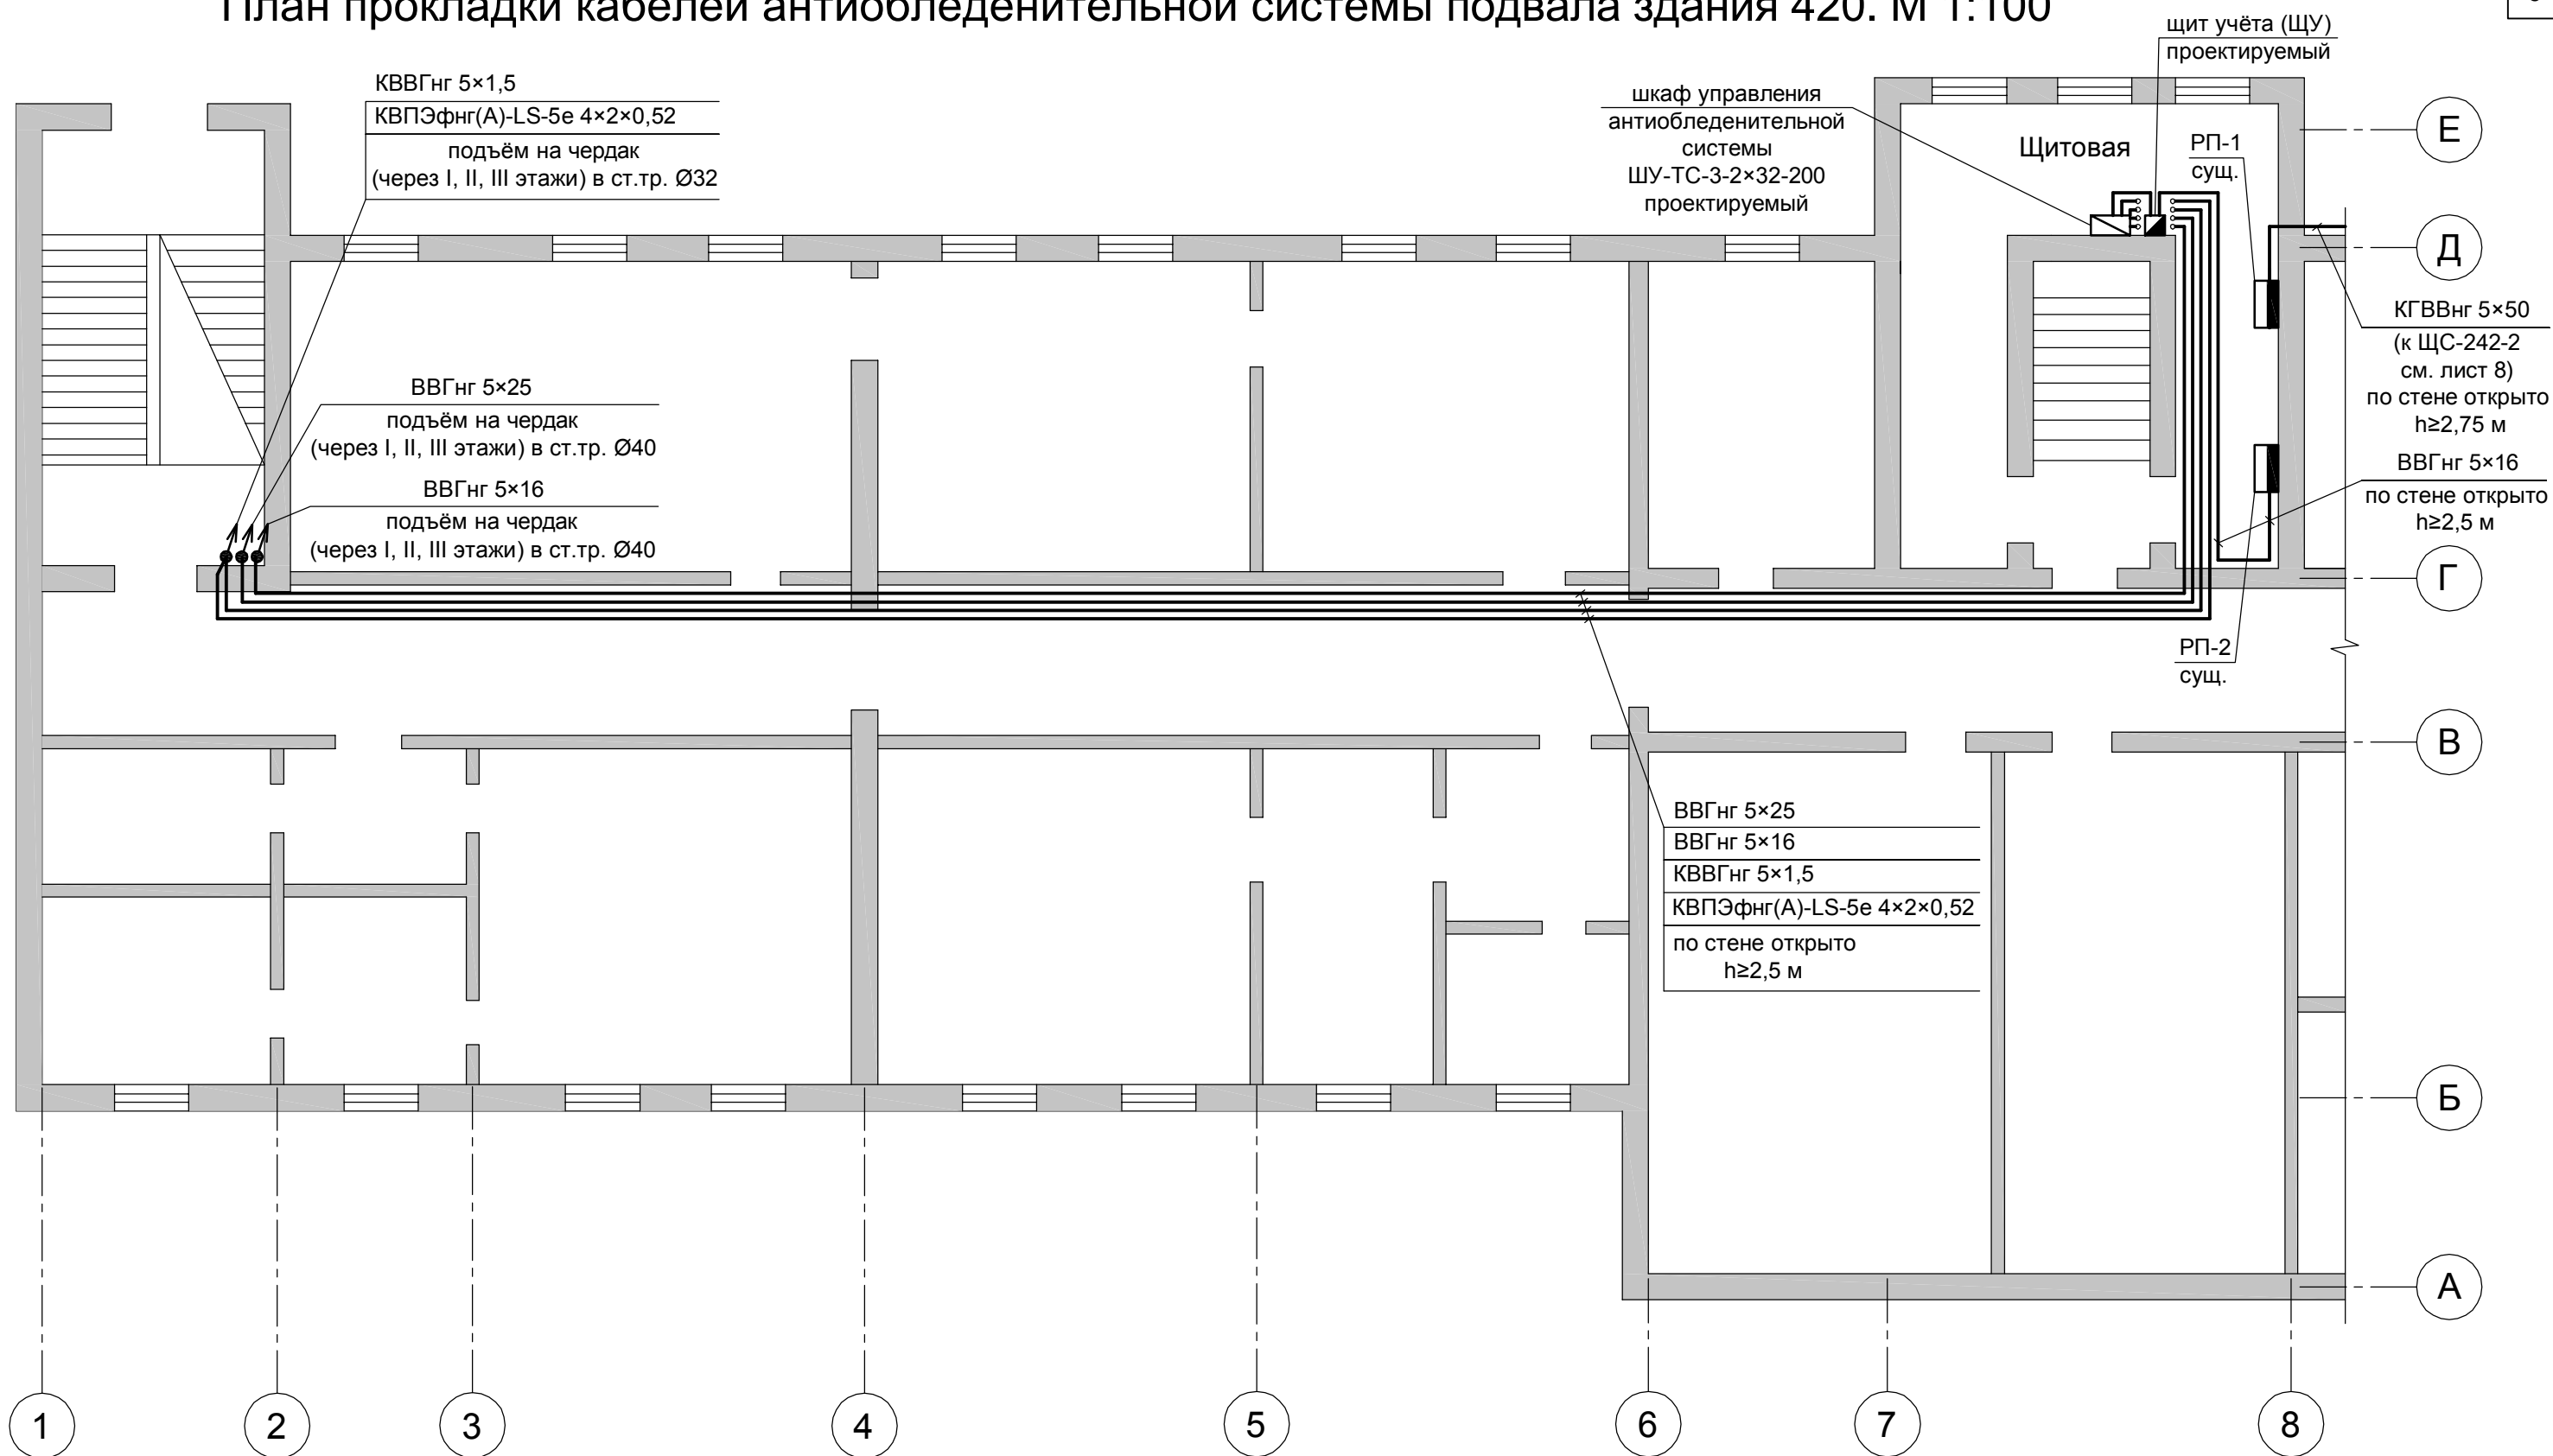 План прокладки кабелей антиобледенительной системы подвала здания 420. М 1:100
щит учёта (ЩУ)
проектируемый
КВВГнг 5×1,5
КВПЭфнг(А)-LS-5е 4×2×0,52
подъём на чердак
(через I, II, III этажи) в ст.тр. Ø32
шкаф управления
антиобледенительной
системы
ШУ-ТС-3-2×32-200
проектируемый
Щитовая
РП-1
сущ.
Е
Д
КГВВнг 5×50
(к ЩС-242-2
см. лист 8)
по стене открыто
h≥2,75 м
ВВГнг 5×16
по стене открыто
h≥2,5 м
ВВГнг 5×25
подъём на чердак
(через I, II, III этажи) в ст.тр. Ø40
ВВГнг 5×16
подъём на чердак
(через I, II, III этажи) в ст.тр. Ø40
Г
РП-2
сущ.
В
ВВГнг 5×25
ВВГнг 5×16
КВВГнг 5×1,5
КВПЭфнг(А)-LS-5е 4×2×0,52
по стене открыто
h≥2,5 м
Б
А
1
2
3
4
5
6
7
8